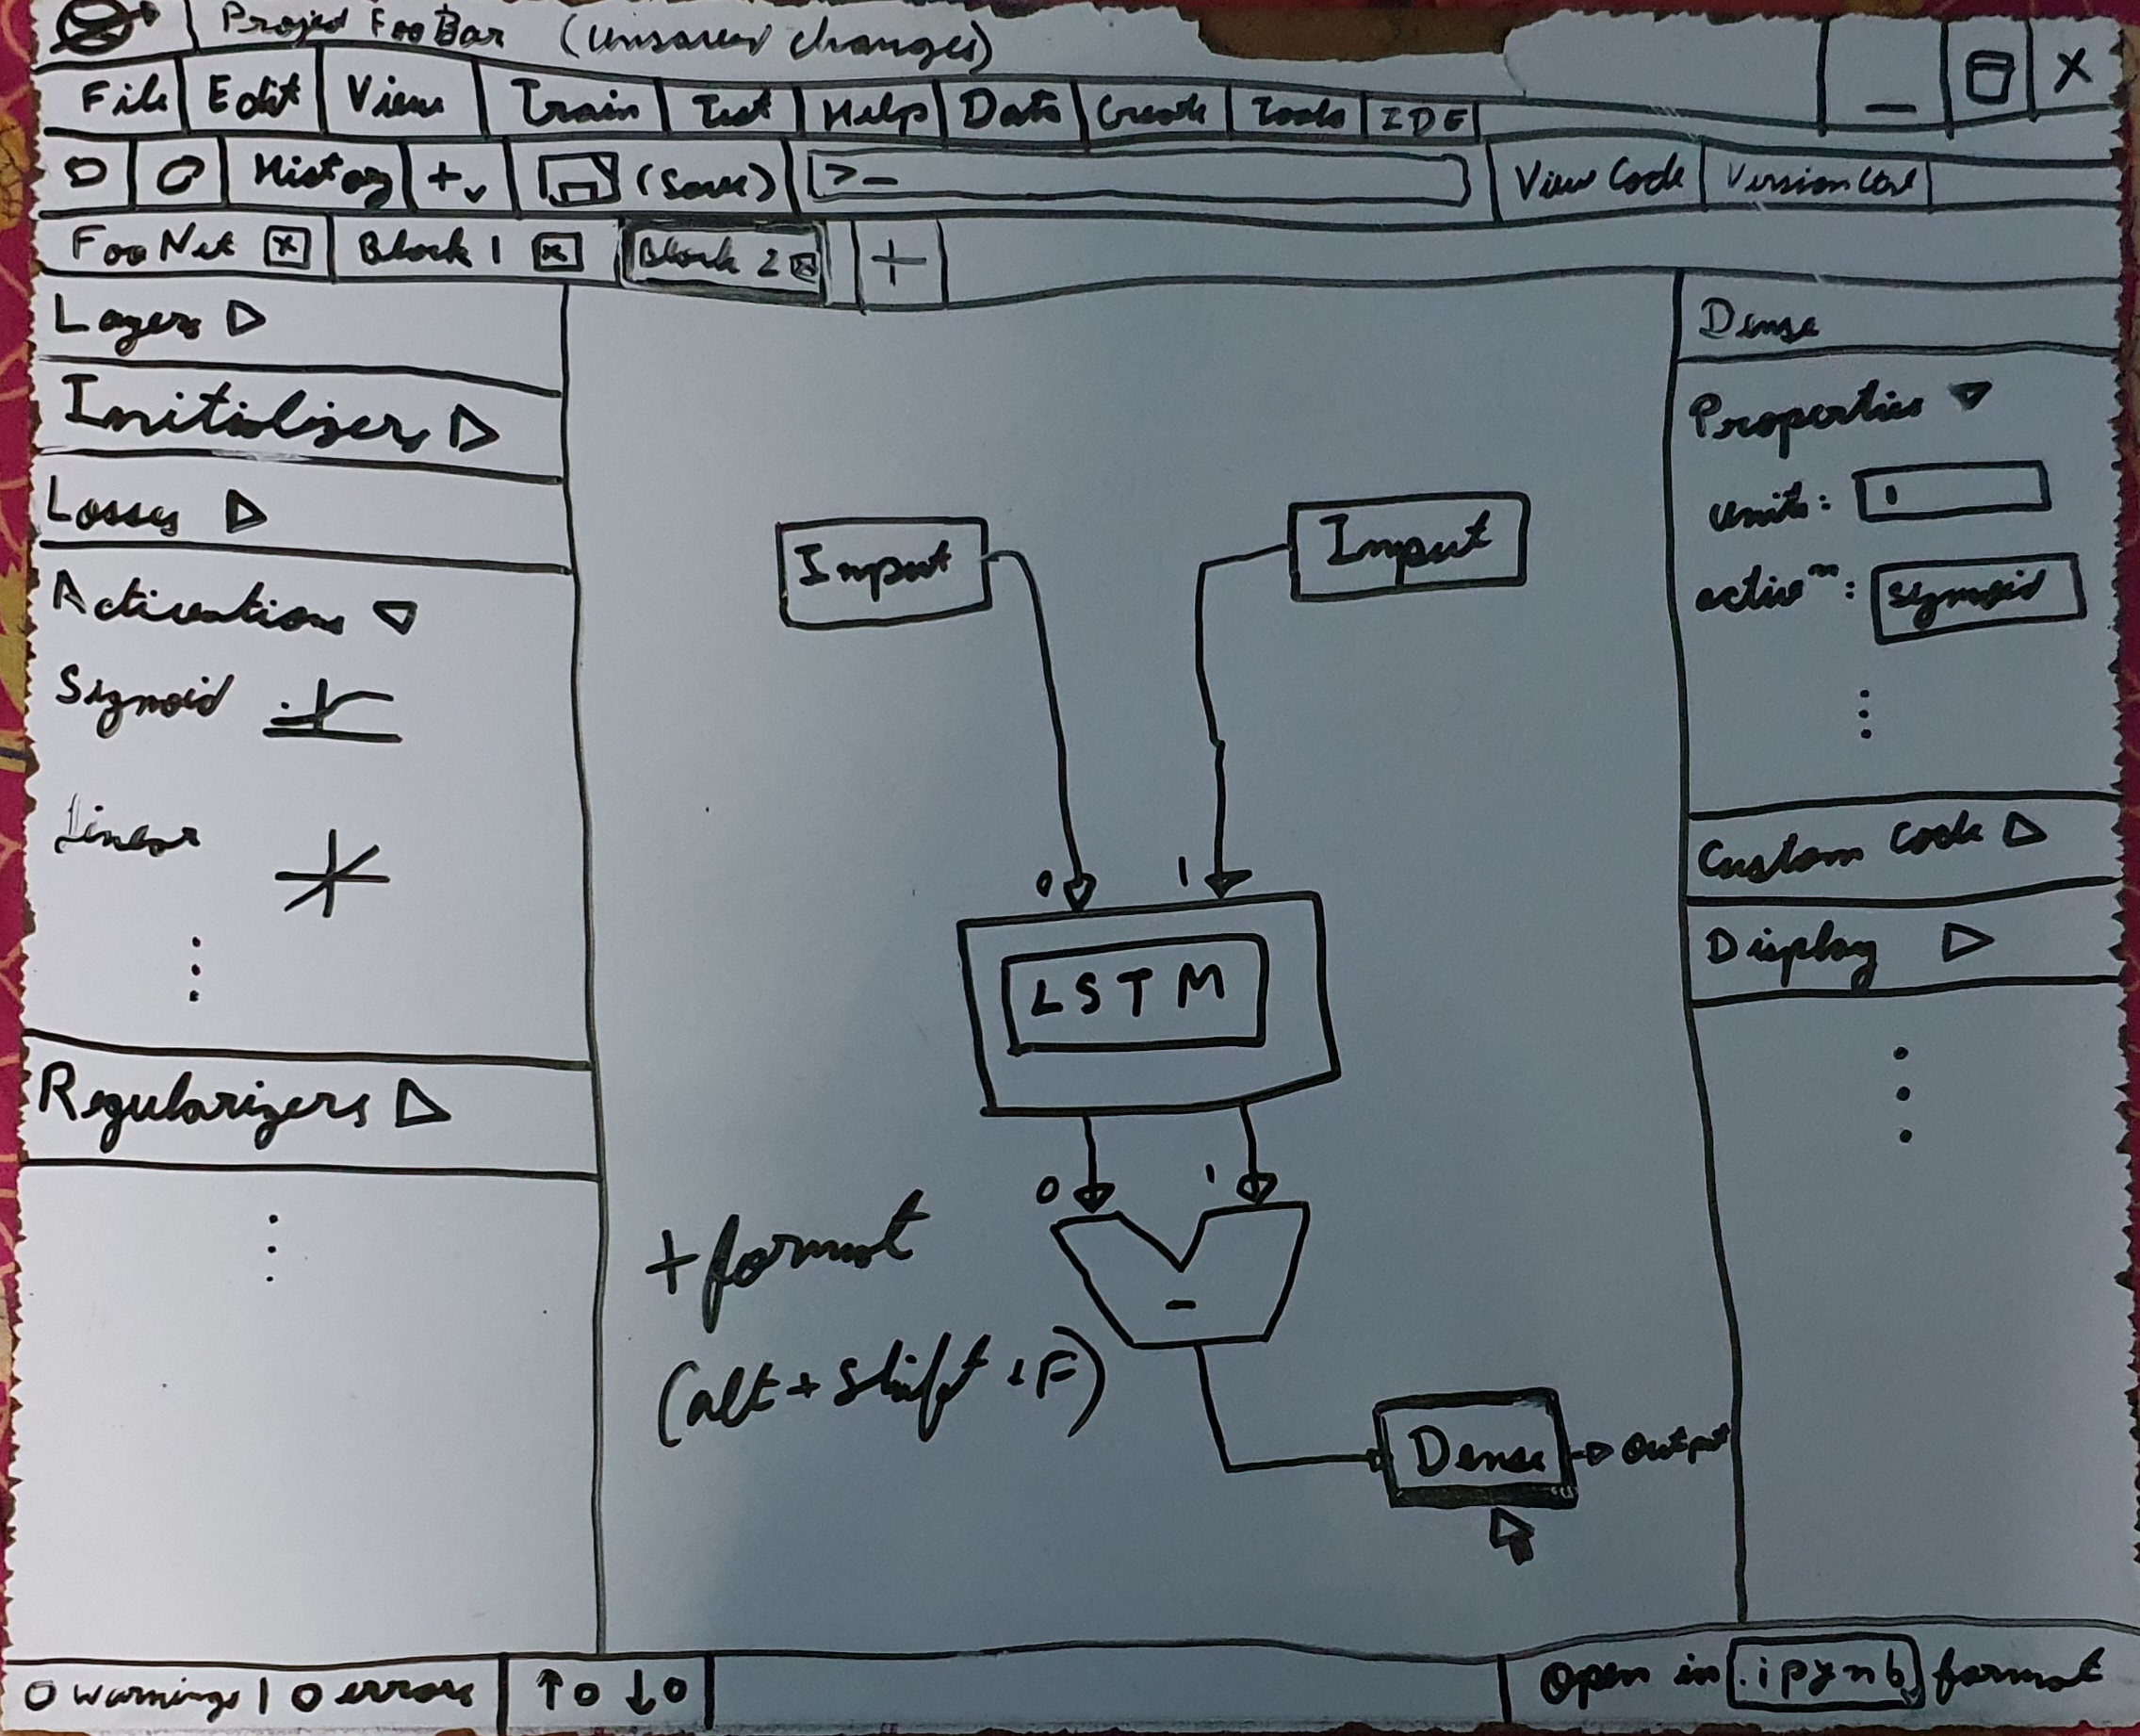 Project FooBar (unsaved changes)
_ X
File Edit View Train Test Help Data Create Tools IDE
History + (Save) >_ View Code Version Cont
FooNet x Block 1 x Block 2 x +
Layers
Initialiser
Losses
Activations
Sigmoid
Linear
Regularizers
Input
Input
0 1
LSTM
0 1
-
+ format
(alt + Shift + F)
Dense
Output
Dense
Properties
units: 1
activⁿ: sigmoid
Custom Code
Display
0 warnings | 0 errors ↑0 ↓0
Open in .ipynb format